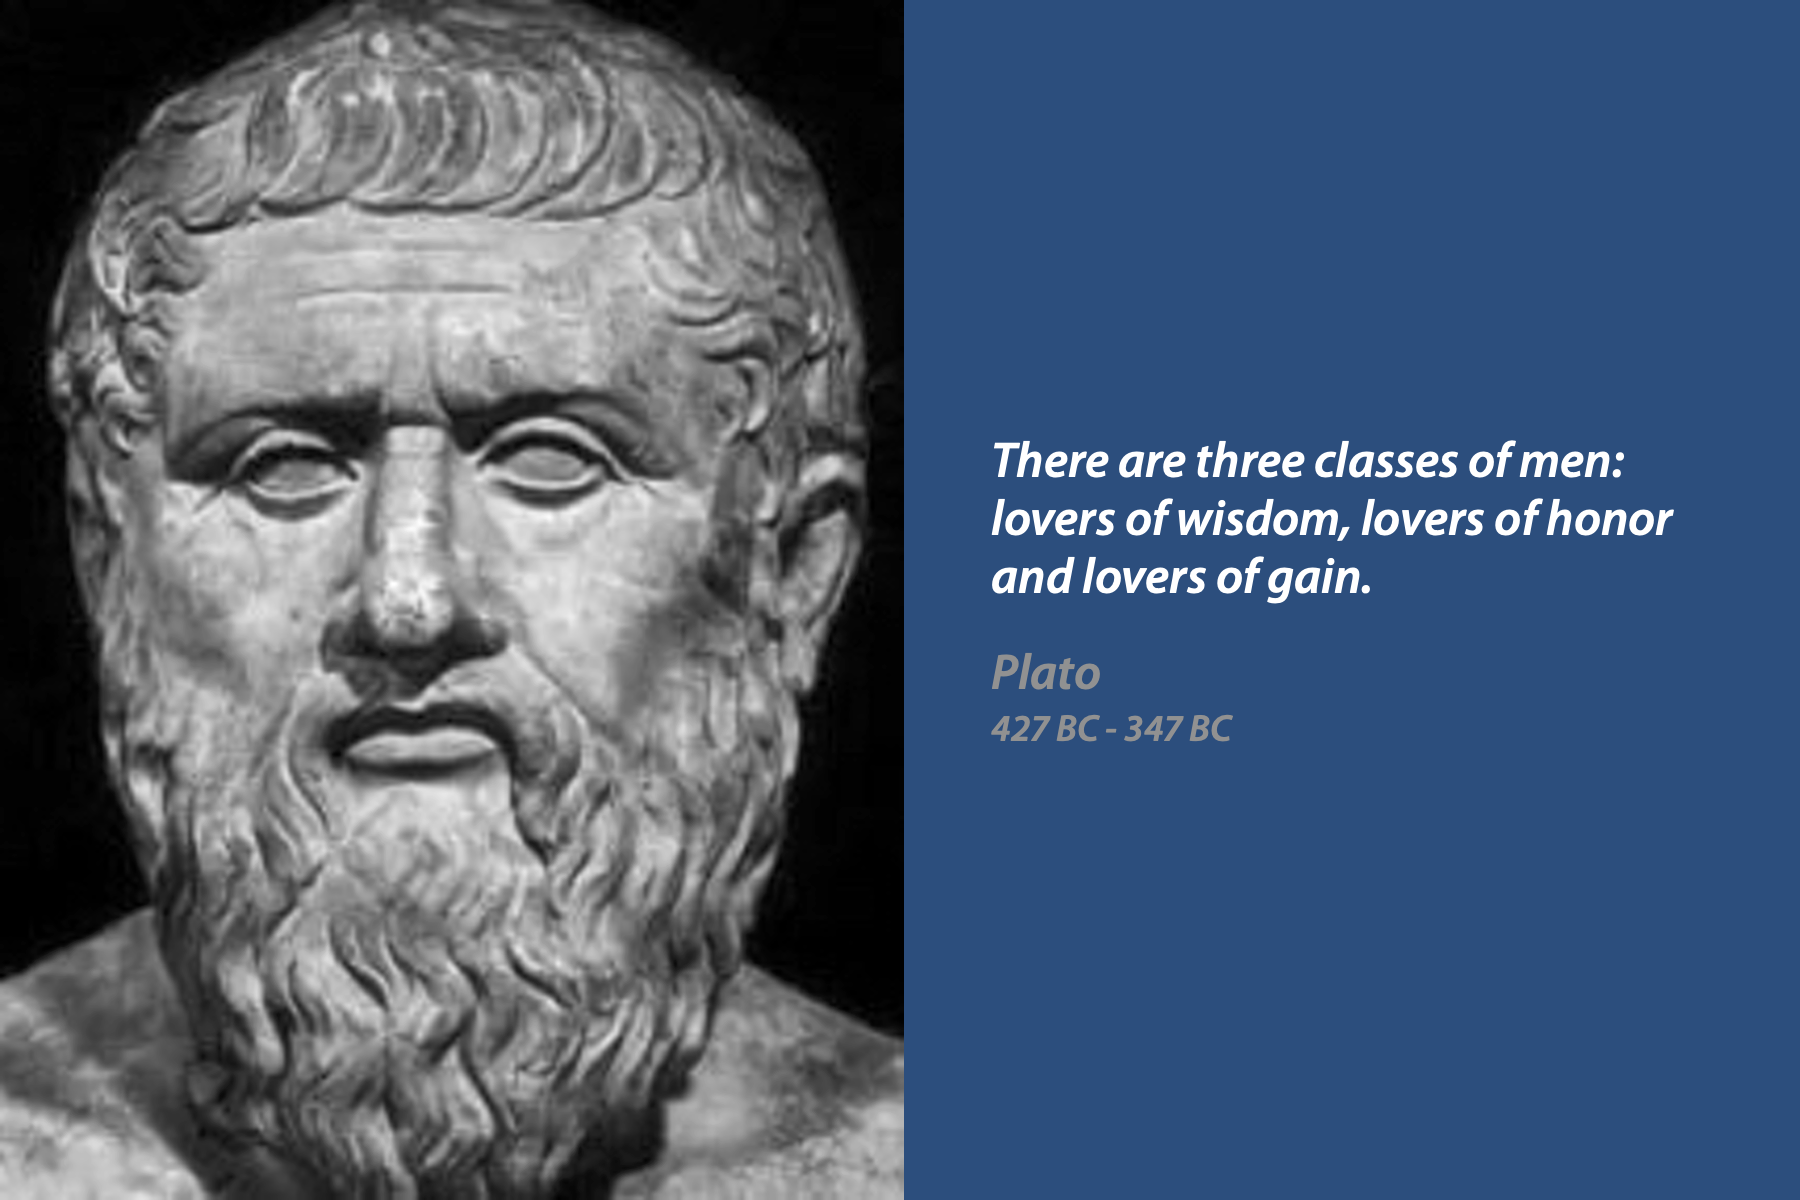 There are three classes of men:
lovers of wisdom, lovers of honor
and lovers of gain.
Plato
427 BC - 347 BC